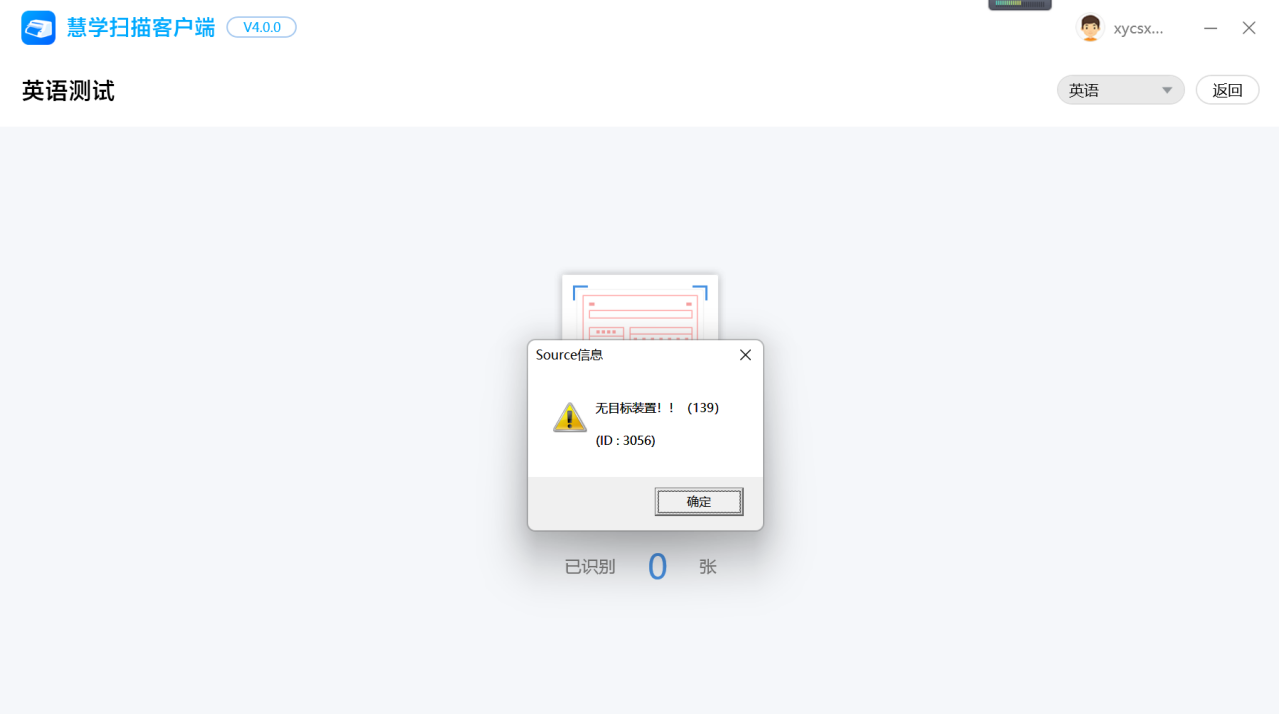 慧学扫描客户端 V4.0.0 xycsx...
英语测试 英语 返回
Source信息
无目标装置！！（139）
(ID : 3056)
确定
已识别 0 张